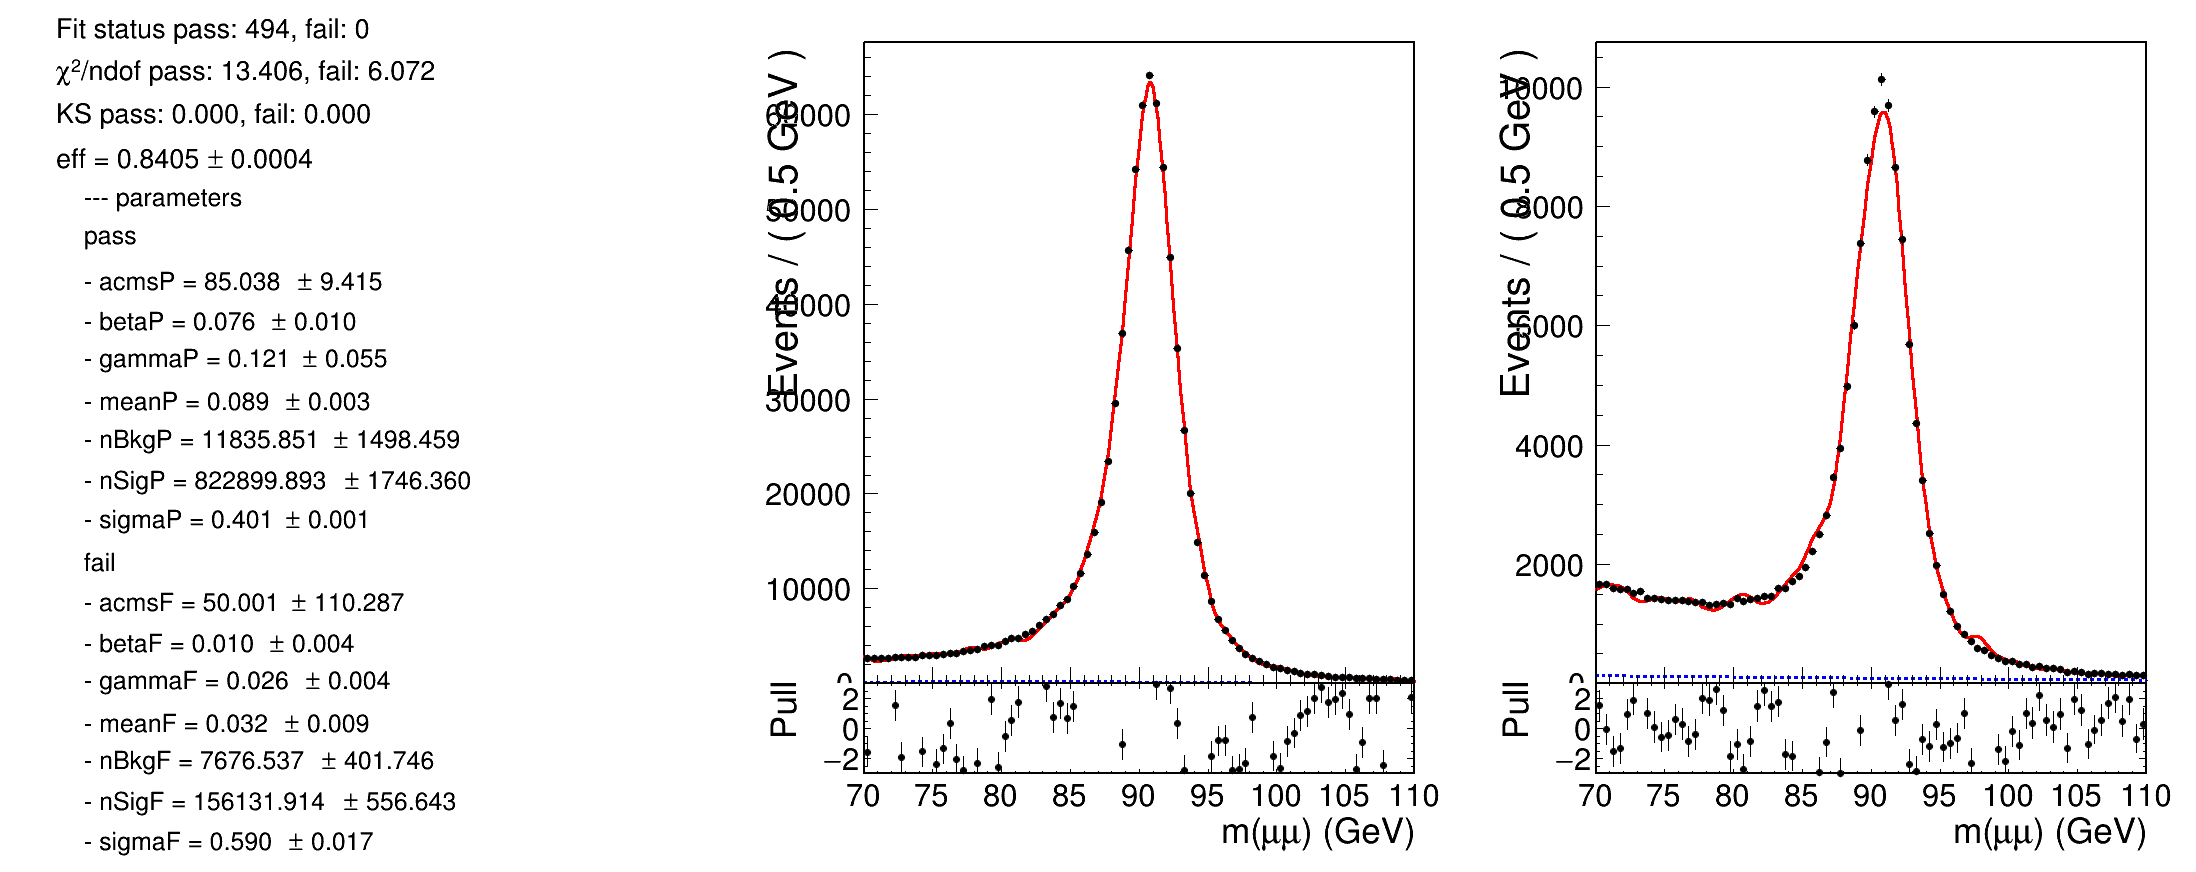 Fit status pass: 494, fail: 0
χ²/ndof pass: 13.406, fail: 6.072
KS pass: 0.000, fail: 0.000
eff = 0.8405 ± 0.0004
--- parameters
pass
- acmsP = 85.038 ± 9.415
- betaP = 0.076 ± 0.010
- gammaP = 0.121 ± 0.055
- meanP = 0.089 ± 0.003
- nBkgP = 11835.851 ± 1498.459
- nSigP = 822899.893 ± 1746.360
- sigmaP = 0.401 ± 0.001
fail
- acmsF = 50.001 ± 110.287
- betaF = 0.010 ± 0.004
- gammaF = 0.026 ± 0.004
- meanF = 0.032 ± 0.009
- nBkgF = 7676.537 ± 401.746
- nSigF = 156131.914 ± 556.643
- sigmaF = 0.590 ± 0.017
Events / ( 0.5 GeV )
60000
50000
40000
30000
20000
10000
0
Pull
2
0
−2
70 75 80 85 90 95 100 105 110
m(μμ) (GeV)
Events / ( 0.5 GeV )
10000
8000
6000
4000
2000
0
Pull
2
0
−2
70 75 80 85 90 95 100 105 110
m(μμ) (GeV)